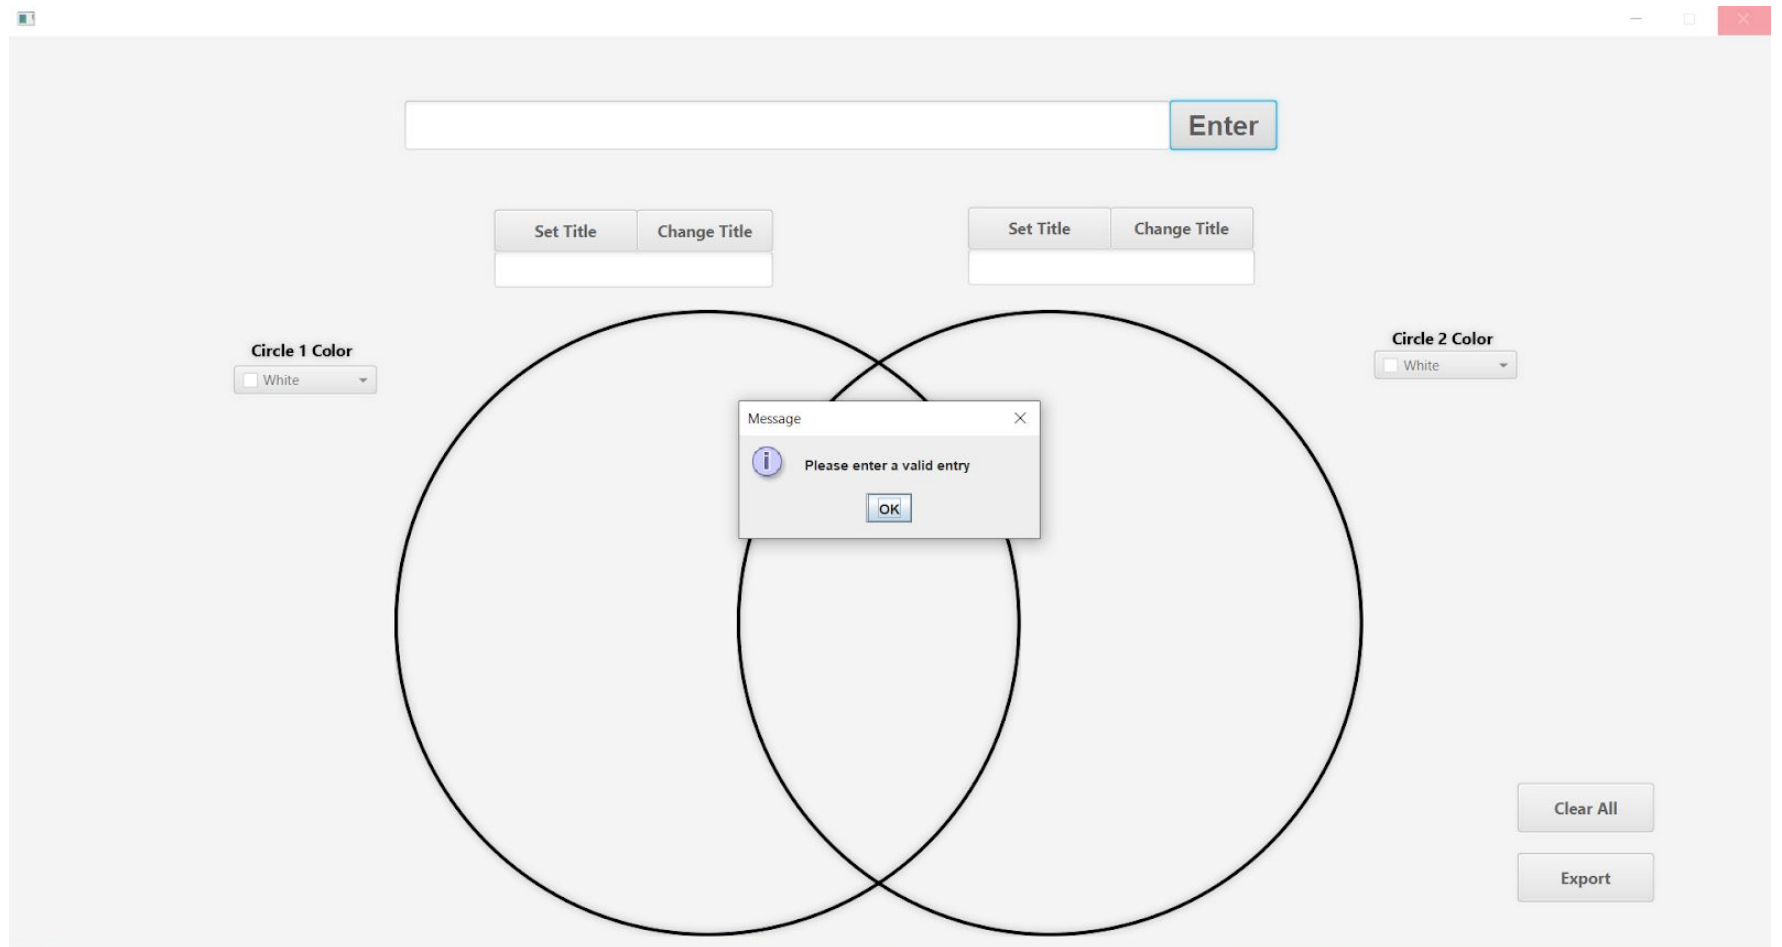 Enter
Set Title Change Title
Set Title Change Title
Circle 1 Color
White
Circle 2 Color
White
Message
Please enter a valid entry
OK
Clear All
Export